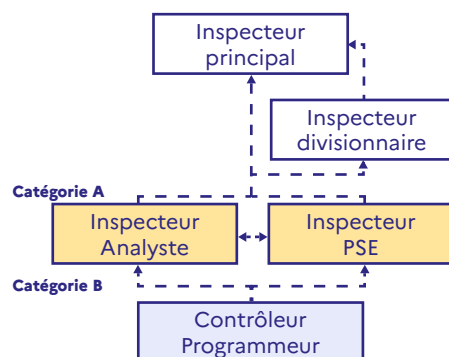 Inspecteur
principal
Inspecteur
divisionnaire
Catégorie A
Inspecteur
Analyste
Inspecteur
PSE
Catégorie B
Contrôleur
Programmeur